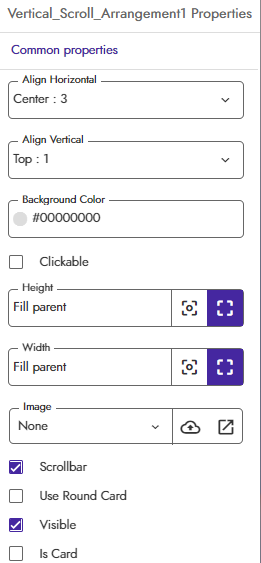 Vertical_Scroll_Arrangement1 Properties
Common properties
Align Horizontal
Center : 3
Align Vertical
Top : 1
Background Color
#00000000
Clickable
Height
Fill parent
Width
Fill parent
Image
None
Scrollbar
Use Round Card
Visible
Is Card